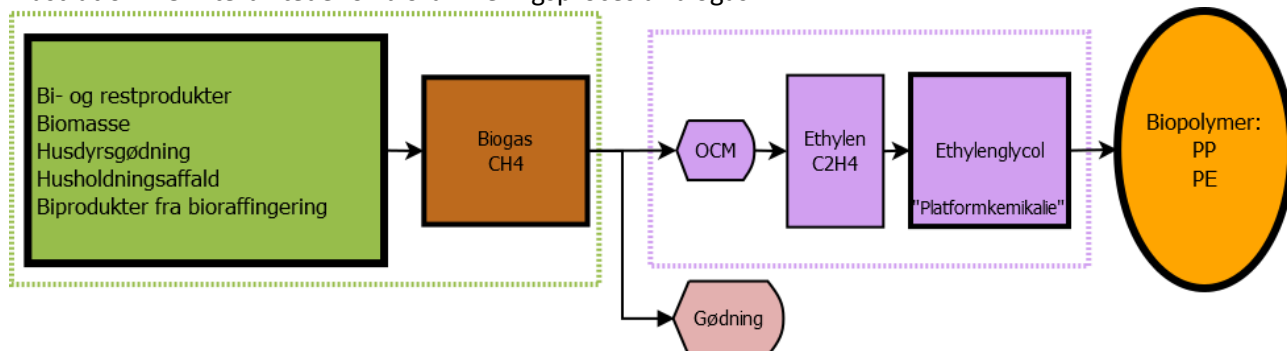 Bi- og restprodukter
Biomasse
Husdyrsgødning
Husholdningsaffald
Biprodukter fra bioraffingering
Biogas
CH4
OCM
Ethylen
C2H4
Ethylenglycol
"Platformkemikalie"
Biopolymer:
PP
PE
Gødning